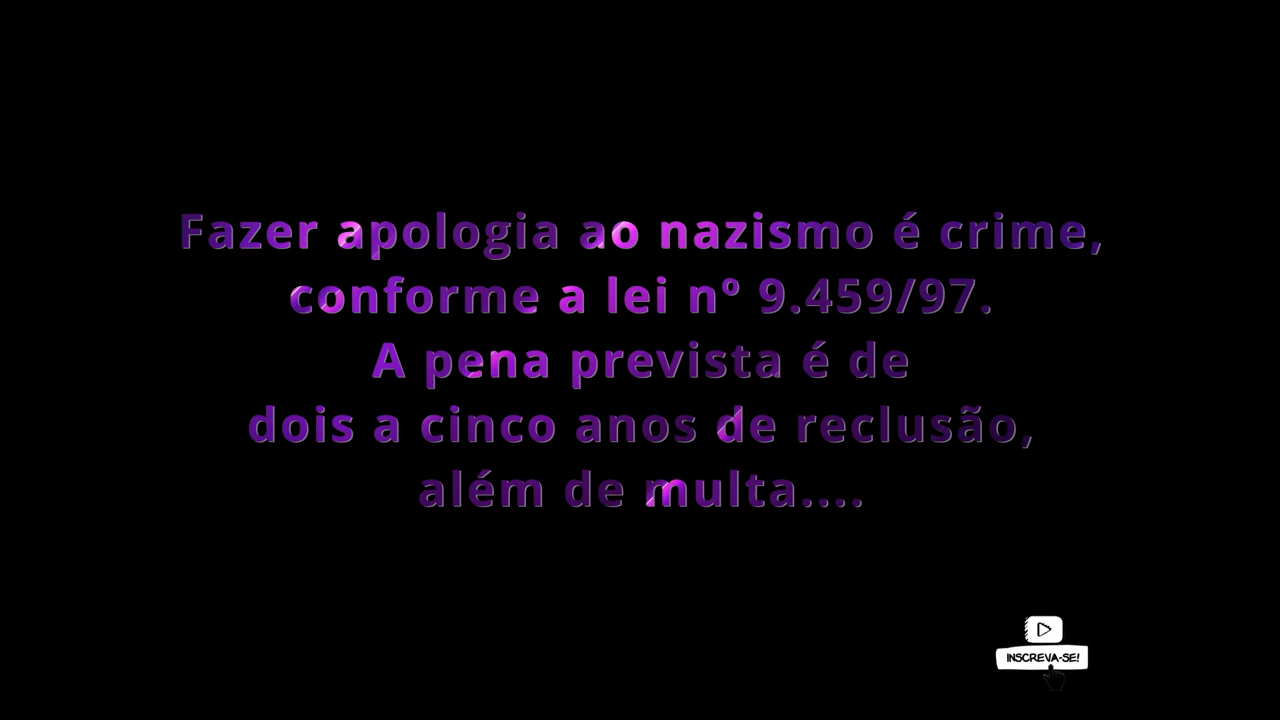 Fazer apologia ao nazismo é crime,
conforme a lei nº 9.459/97.
A pena prevista é de
dois a cinco anos de reclusão,
além de multa....
INSCREVA-SE!